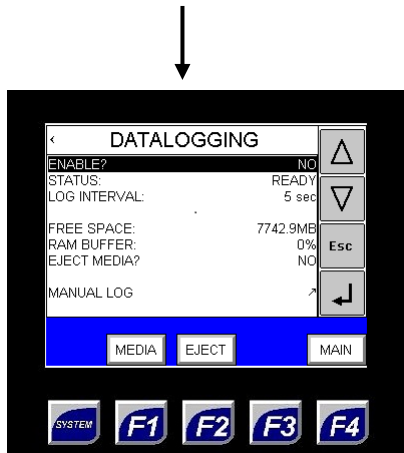 ‹ DATALOGGING
ENABLE? NO
STATUS: READY
LOG INTERVAL: 5 sec
FREE SPACE: 7742.9MB
RAM BUFFER: 0%
EJECT MEDIA? NO
MANUAL LOG
Esc
MEDIA EJECT MAIN
SYSTEM F1 F2 F3 F4